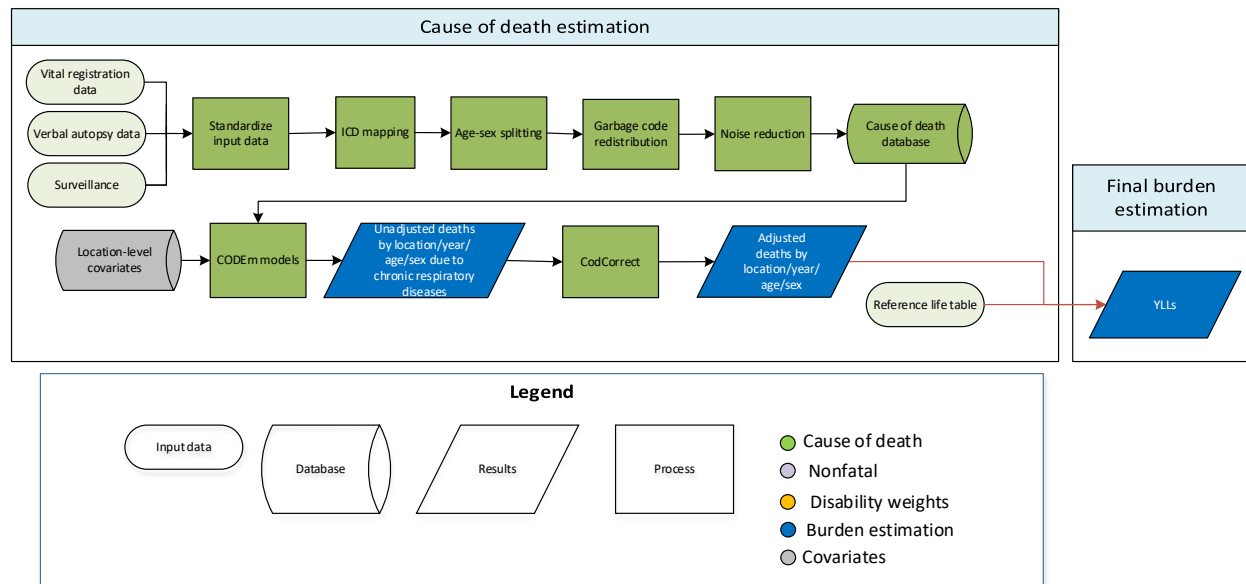 Cause of death estimation
Vital registration
data
Verbal autopsy data
Surveillance
Standardize
input data
ICD mapping
Age-sex splitting
Garbage code
redistribution
Noise reduction
Cause of death
database
Location-level
covariates
CODEm models
Unadjusted deaths
by location/year/
age/sex due to
chronic respiratory
diseases
CodCorrect
Adjusted
deaths by
location/year/
age/sex
Reference life table
Final burden
estimation
YLLs
Legend
Input data
Database
Results
Process
Cause of death
Nonfatal
Disability weights
Burden estimation
Covariates